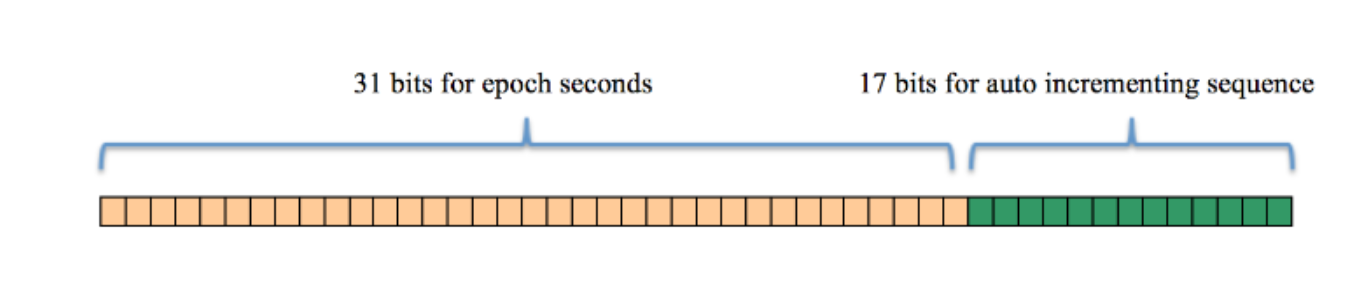 31 bits for epoch seconds
17 bits for auto incrementing sequence